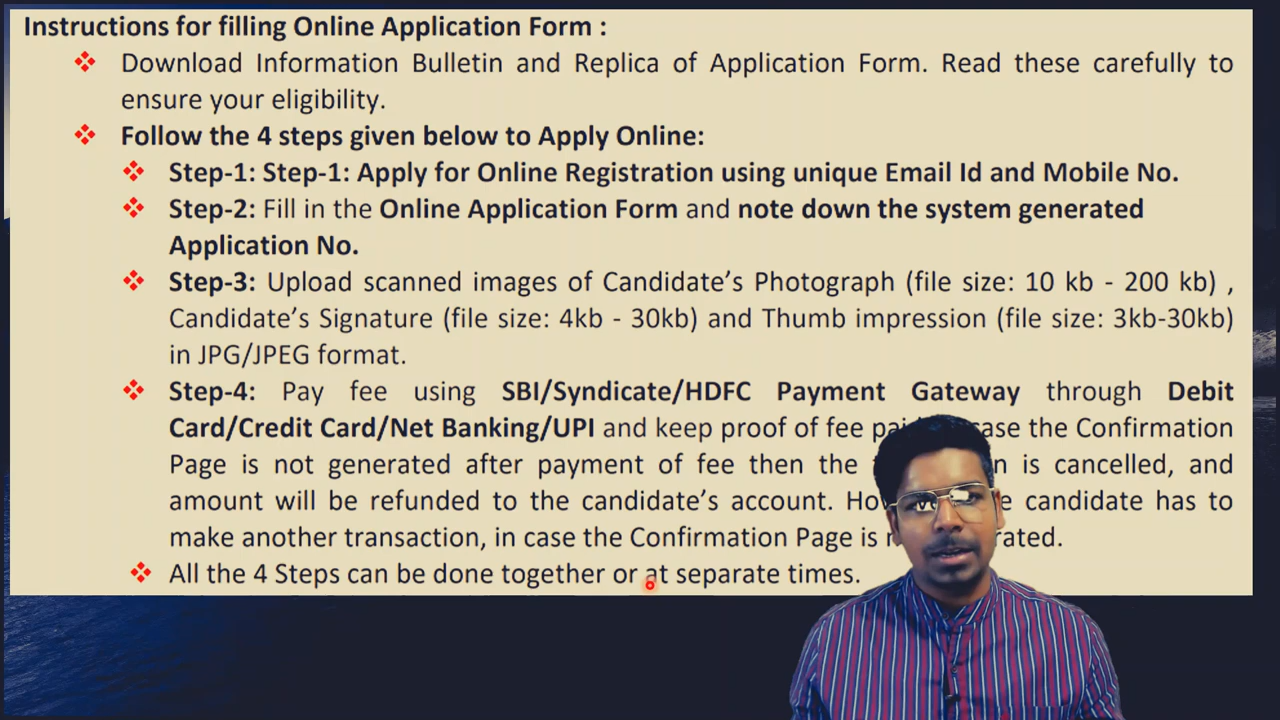 Instructions for filling Online Application Form :
Download Information Bulletin and Replica of Application Form. Read these carefully to
ensure your eligibility.
Follow the 4 steps given below to Apply Online:
Step-1: Step-1: Apply for Online Registration using unique Email Id and Mobile No.
Step-2: Fill in the Online Application Form and note down the system generated
Application No.
Step-3: Upload scanned images of Candidate’s Photograph (file size: 10 kb - 200 kb) ,
Candidate’s Signature (file size: 4kb - 30kb) and Thumb impression (file size: 3kb-30kb)
in JPG/JPEG format.
Step-4: Pay fee using SBI/Syndicate/HDFC Payment Gateway through Debit
Card/Credit Card/Net Banking/UPI and keep proof of fee the Confirmation
Page is not generated after payment of fee then the is cancelled, and
amount will be refunded to the candidate’s account. candidate has to
make another transaction, in case the Confirmation Page is
All the 4 Steps can be done together or at separate times.